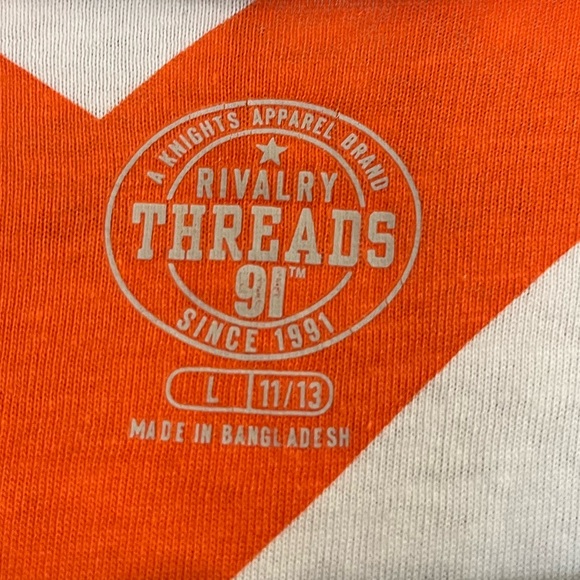 A KNIGHTS APPAREL BRAND
RIVALRY
THREADS
91™
SINCE 1991
L 11/13
MADE IN BANGLADESH